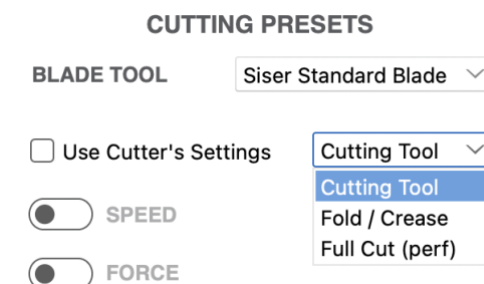 CUTTING PRESETS
BLADE TOOL Siser Standard Blade
Use Cutter's Settings Cutting Tool
Cutting Tool
SPEED Fold / Crease
Full Cut (perf)
FORCE